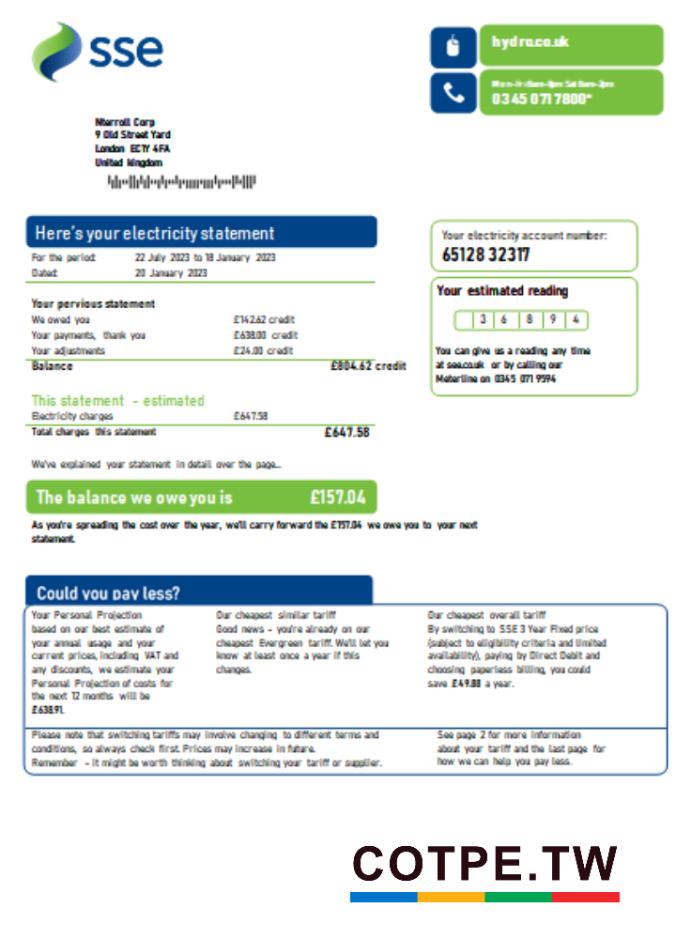 sse
hydro.co.uk
Mon-Fri 8am-8pm Sat 8am-2pm
0345 071 7800*
Nterroll Corp
9 Old Street Yard
London EC1Y 4FA
United Kingdom
Here's your electricity statement
For the period: 22 July 2023 to 18 January 2023
Dated: 20 January 2023
Your electricity account number:
65128 32317
Your estimated reading
3 6 8 9 4
You can give us a reading any time
at sse.co.uk or by calling our
Meterline on 0345 071 9594
Your pervious statement
We owed you £142.62 credit
Your payments, thank you £638.00 credit
Your adjustments £24.00 credit
Balance £804.62 credit
This statement - estimated
Electricity charges £647.58
Total charges this statement £647.58
We've explained your statement in detail over the page...
The balance we owe you is £157.04
As you're spreading the cost over the year, we'll carry forward the £157.04 we owe you to your next
statement.
Could you pay less?
Your Personal Projection
based on our best estimate of
your annual usage and your
current prices, including VAT and
any discounts, we estimate your
Personal Projection of costs for
the next 12 months will be
£638.91.
Our cheapest similar tariff
Good news - you're already on our
cheapest Evergreen tariff. We'll let you
know at least once a year if this
changes.
Our cheapest overall tariff
By switching to SSE 3 Year Fixed price
(subject to eligibility criteria and limited
availability), paying by Direct Debit and
choosing paperless billing, you could
save £49.88 a year.
Please note that switching tariffs may involve changing to different terms and
conditions, so always check first. Prices may increase in future.
Remember - it might be worth thinking about switching your tariff or supplier.
See page 2 for more information
about your tariff and the last page for
how we can help you pay less.
COTPE.TW